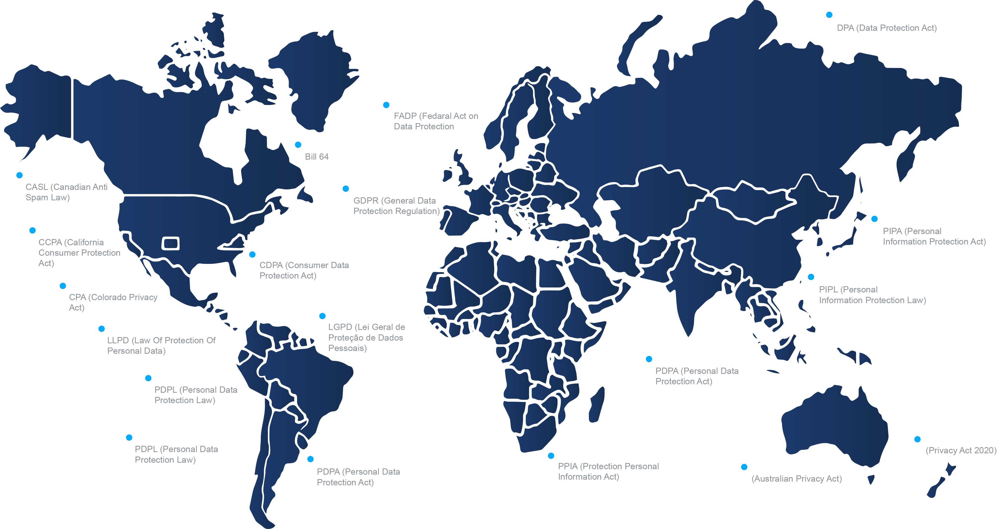 DPA (Data Protection Act)
FADP (Fedaral Act on
Data Protection
Bill 64
CASL (Canadian Anti
Spam Law)
GDPR (General Data
Protection Regulation)
PIPA (Personal
Information Protection Act)
CCPA (California
Consumer Protection
Act)
CDPA (Consumer Data
Protection Act)
PIPL (Personal
Information Protection Law)
CPA (Colorado Privacy
Act)
LGPD (Lei Geral de
Proteção de Dados
Pessoais)
LLPD (Law Of Protection Of
Personal Data)
PDPA (Personal Data
Protection Act)
PDPL (Personal Data
Protection Law)
PDPL (Personal Data
Protection Law)
(Privacy Act 2020)
PPIA (Protection Personal
Information Act)
PDPA (Personal Data
Protection Act)
(Australian Privacy Act)